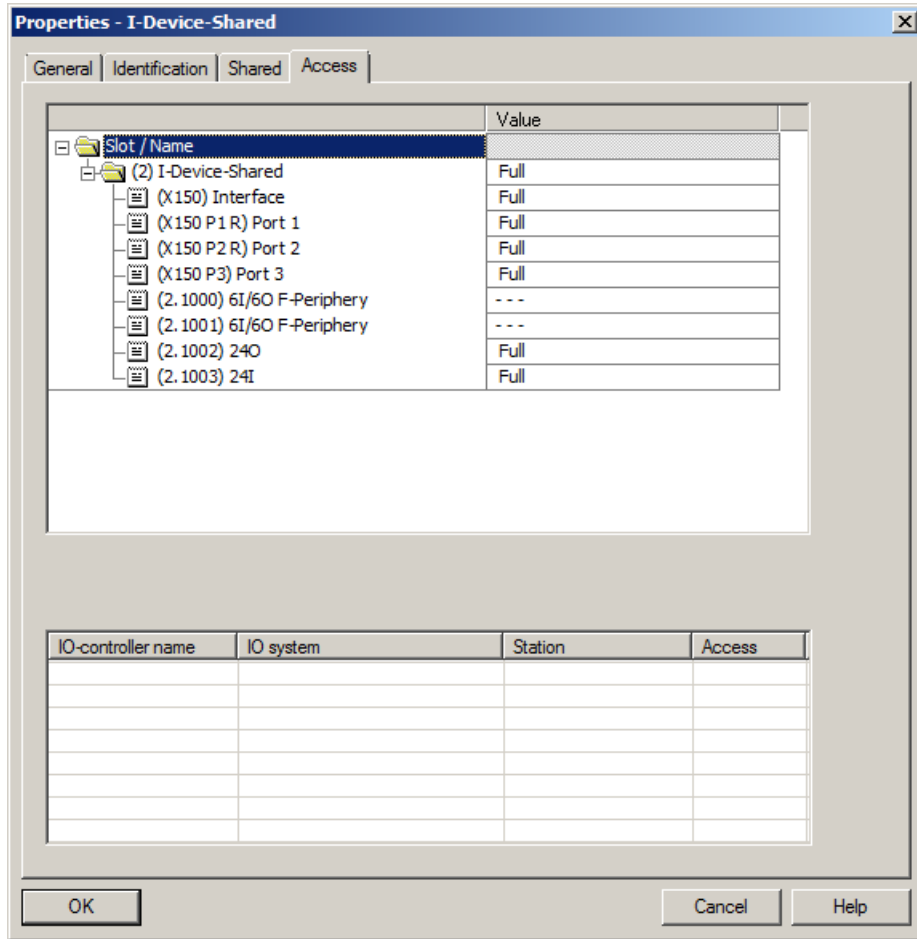 Properties - I-Device-Shared
General Identification Shared Access
Value
Slot / Name
(2) I-Device-Shared Full
(X150) Interface Full
(X150 P1 R) Port 1 Full
(X150 P2 R) Port 2 Full
(X150 P3) Port 3 Full
(2.1000) 6I/6O F-Periphery - - -
(2.1001) 6I/6O F-Periphery - - -
(2.1002) 24O Full
(2.1003) 24I Full
IO-controller name IO system Station Access
OK Cancel Help